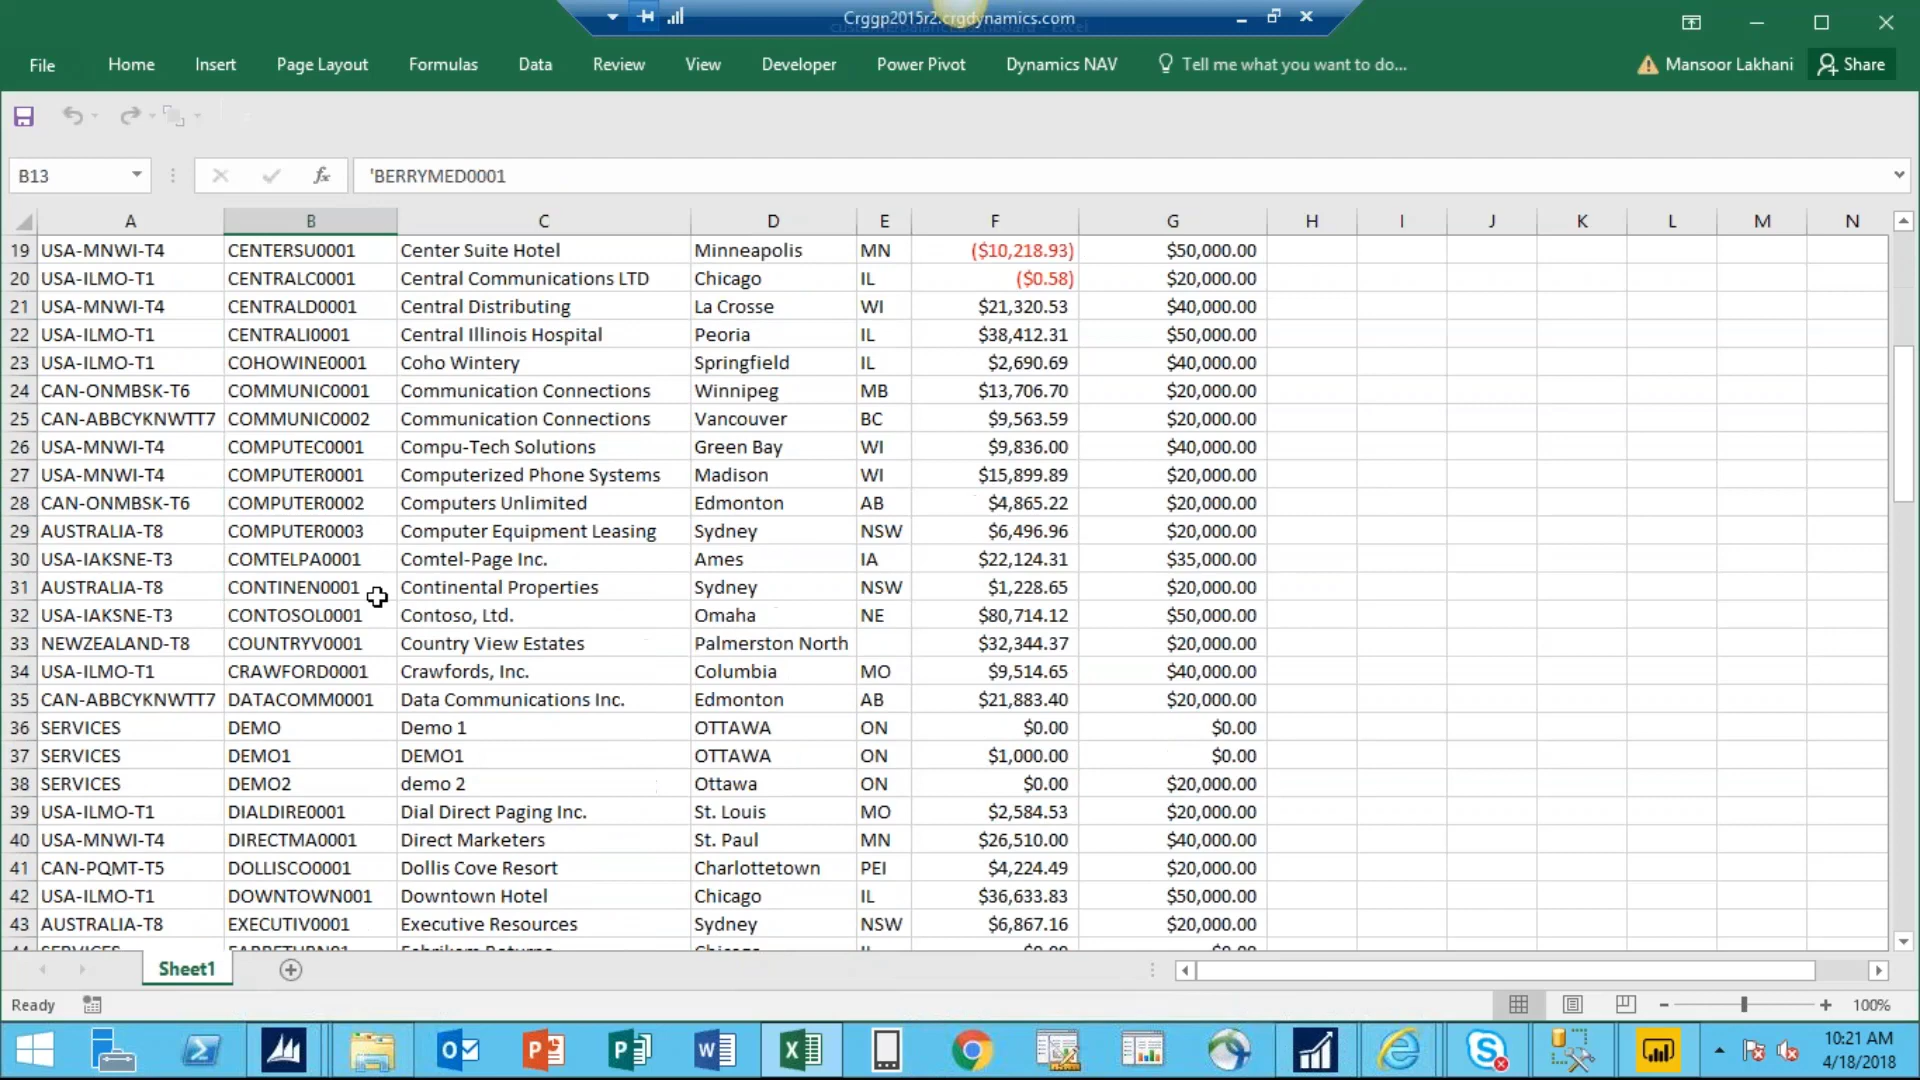 Crggp2015r2.crgdynamics.com
File Home Insert Page Layout Formulas Data Review View Developer Power Pivot Dynamics NAV Tell me what you want to do... Mansoor Lakhani Share
B13 fx 'BERRYMED0001
A B C D E F G H I J K L M N
19 USA-MNWI-T4 CENTERSU0001 Center Suite Hotel Minneapolis MN ($10,218.93) $50,000.00
20 USA-ILMO-T1 CENTRALC0001 Central Communications LTD Chicago IL ($0.58) $20,000.00
21 USA-MNWI-T4 CENTRALD0001 Central Distributing La Crosse WI $21,320.53 $40,000.00
22 USA-ILMO-T1 CENTRALI0001 Central Illinois Hospital Peoria IL $38,412.31 $50,000.00
23 USA-ILMO-T1 COHOWINE0001 Coho Wintery Springfield IL $2,690.69 $40,000.00
24 CAN-ONMBSK-T6 COMMUNIC0001 Communication Connections Winnipeg MB $13,706.70 $20,000.00
25 CAN-ABBCYKNWTT7 COMMUNIC0002 Communication Connections Vancouver BC $9,563.59 $20,000.00
26 USA-MNWI-T4 COMPUTEC0001 Compu-Tech Solutions Green Bay WI $9,836.00 $40,000.00
27 USA-MNWI-T4 COMPUTER0001 Computerized Phone Systems Madison WI $15,899.89 $20,000.00
28 CAN-ONMBSK-T6 COMPUTER0002 Computers Unlimited Edmonton AB $4,865.22 $20,000.00
29 AUSTRALIA-T8 COMPUTER0003 Computer Equipment Leasing Sydney NSW $6,496.96 $20,000.00
30 USA-IAKSNE-T3 COMTELPA0001 Comtel-Page Inc. Ames IA $22,124.31 $35,000.00
31 AUSTRALIA-T8 CONTINEN0001 Continental Properties Sydney NSW $1,228.65 $20,000.00
32 USA-IAKSNE-T3 CONTOSOL0001 Contoso, Ltd. Omaha NE $80,714.12 $50,000.00
33 NEWZEALAND-T8 COUNTRYV0001 Country View Estates Palmerston North $32,344.37 $20,000.00
34 USA-ILMO-T1 CRAWFORD0001 Crawfords, Inc. Columbia MO $9,514.65 $40,000.00
35 CAN-ABBCYKNWTT7 DATACOMM0001 Data Communications Inc. Edmonton AB $21,883.40 $20,000.00
36 SERVICES DEMO Demo 1 OTTAWA ON $0.00 $0.00
37 SERVICES DEMO1 DEMO1 OTTAWA ON $1,000.00 $0.00
38 SERVICES DEMO2 demo 2 Ottawa ON $0.00 $20,000.00
39 USA-ILMO-T1 DIALDIRE0001 Dial Direct Paging Inc. St. Louis MO $2,584.53 $20,000.00
40 USA-MNWI-T4 DIRECTMA0001 Direct Marketers St. Paul MN $26,510.00 $40,000.00
41 CAN-PQMT-T5 DOLLISCO0001 Dollis Cove Resort Charlottetown PEI $4,224.49 $20,000.00
42 USA-ILMO-T1 DOWNTOWN001 Downtown Hotel Chicago IL $36,633.83 $50,000.00
43 AUSTRALIA-T8 EXECUTIV0001 Executive Resources Sydney NSW $6,867.16 $20,000.00
Sheet1
Ready 100%
10:21 AM
4/18/2018